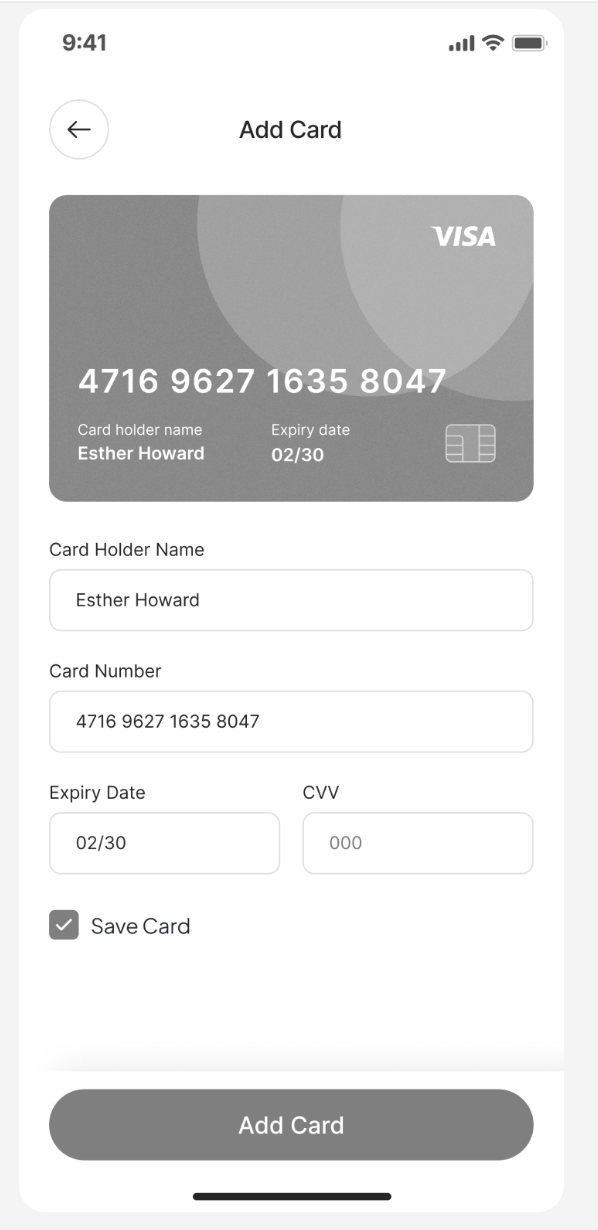 9:41
Add Card
VISA
4716 9627 1635 8047
Card holder name Expiry date
Esther Howard 02/30
Card Holder Name
Esther Howard
Card Number
4716 9627 1635 8047
Expiry Date CVV
02/30 000
Save Card
Add Card